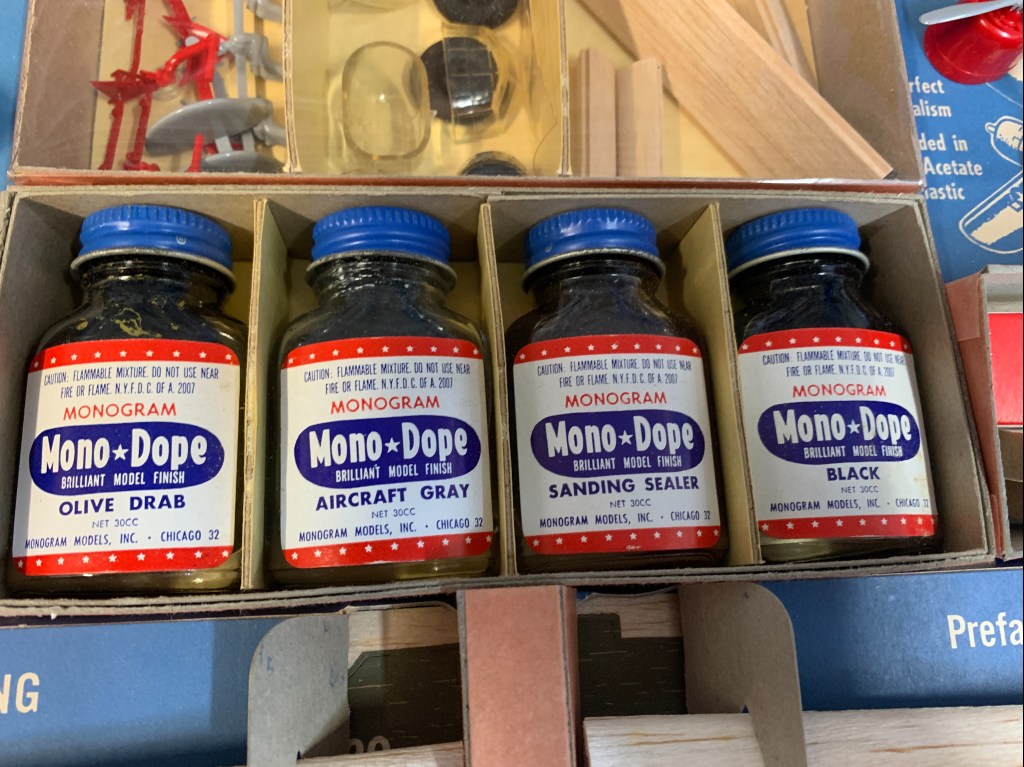 rfect
alism
ded in
Acetate
lastic
CAUTION: FLAMMABLE MIXTURE. DO NOT USE NEAR
FIRE OR FLAME. N.Y.F.D.C. OF A. 2007
MONOGRAM
Mono★Dope
BRILLIANT MODEL FINISH
OLIVE DRAB
NET 30CC
MONOGRAM MODELS, INC. · CHICAGO 32
CAUTION: FLAMMABLE MIXTURE. DO NOT USE NEAR
FIRE OR FLAME. N.Y.F.D.C. OF A. 2007
MONOGRAM
Mono★Dope
BRILLIANT MODEL FINISH
AIRCRAFT GRAY
NET 30CC
MONOGRAM MODELS, INC. · CHICAGO 32
CAUTION: FLAMMABLE MIXTURE. DO NOT USE NEAR
FIRE OR FLAME. N.Y.F.D.C. OF A. 2007
MONOGRAM
Mono★Dope
BRILLIANT MODEL FINISH
SANDING SEALER
NET 30CC
MONOGRAM MODELS, INC. · CHICAGO 32
CAUTION: FLAMMABLE MIXTURE. DO NOT USE NEAR
FIRE OR FLAME. N.Y.F.D.C. OF A. 2007
MONOGRAM
Mono★Dope
BRILLIANT MODEL FINISH
BLACK
NET 30CC
MONOGRAM MODELS, INC. · CHICAGO 32
NG
Prefa